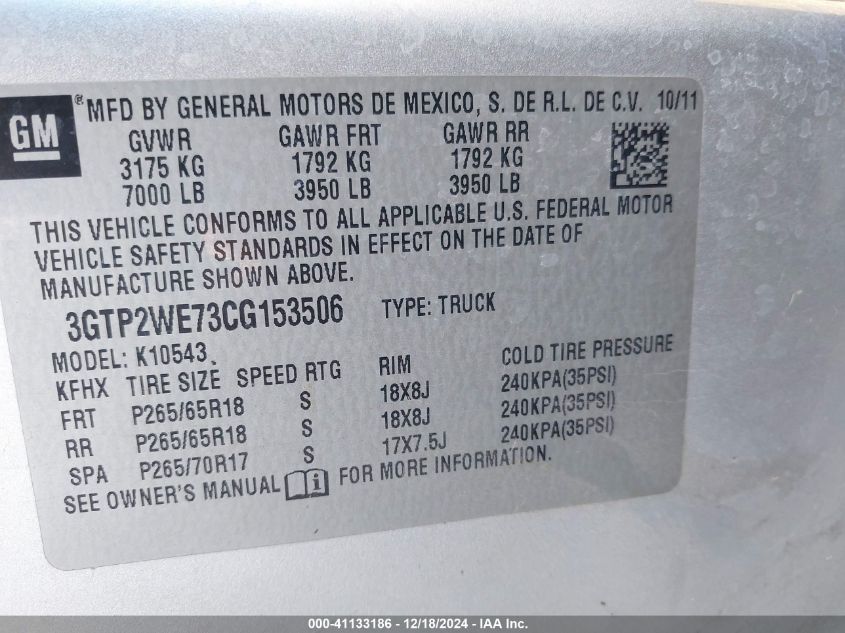 GM
® MFD BY GENERAL MOTORS DE MEXICO, S. DE R.L. DE C.V. 10/11
GVWR GAWR FRT GAWR RR
3175 KG 1792 KG 1792 KG
7000 LB 3950 LB 3950 LB
THIS VEHICLE CONFORMS TO ALL APPLICABLE U.S. FEDERAL MOTOR
VEHICLE SAFETY STANDARDS IN EFFECT ON THE DATE OF
MANUFACTURE SHOWN ABOVE.
3GTP2WE73CG153506 TYPE: TRUCK
MODEL: K10543
KFHX TIRE SIZE SPEED RTG RIM COLD TIRE PRESSURE
FRT P265/65R18 S 18X8J 240KPA(35PSI)
RR P265/65R18 S 18X8J 240KPA(35PSI)
SPA P265/70R17 S 17X7.5J 240KPA(35PSI)
SEE OWNER'S MANUAL i FOR MORE INFORMATION.
000-41133186 - 12/18/2024 - IAA Inc.